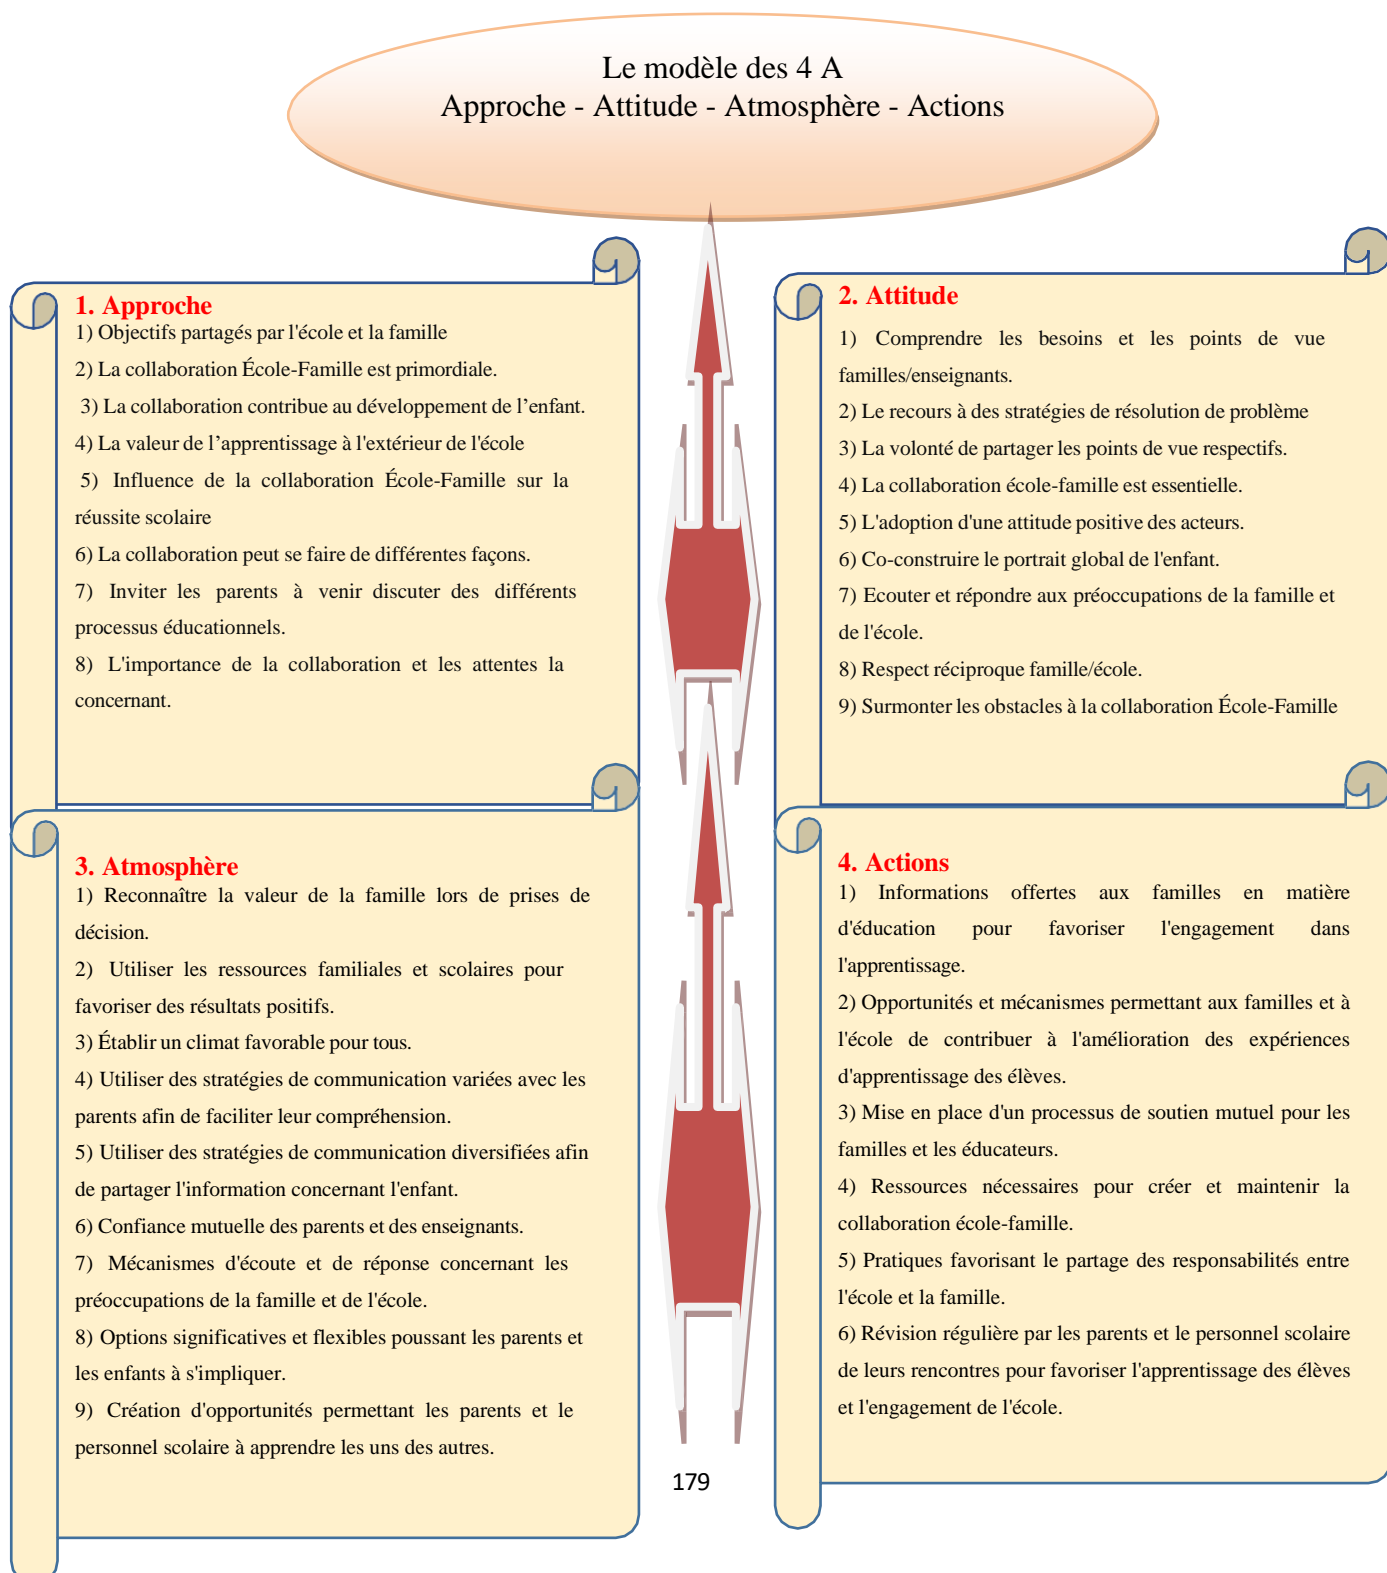 Le modèle des 4 A
Approche - Attitude - Atmosphère - Actions
1. Approche
1) Objectifs partagés par l'école et la famille
2) La collaboration École-Famille est primordiale.
3) La collaboration contribue au développement de l’enfant.
4) La valeur de l’apprentissage à l'extérieur de l'école
5) Influence de la collaboration École-Famille sur la
réussite scolaire
6) La collaboration peut se faire de différentes façons.
7) Inviter les parents à venir discuter des différents
processus éducationnels.
8) L'importance de la collaboration et les attentes la
concernant.
2. Attitude
1) Comprendre les besoins et les points de vue
familles/enseignants.
2) Le recours à des stratégies de résolution de problème
3) La volonté de partager les points de vue respectifs.
4) La collaboration école-famille est essentielle.
5) L'adoption d'une attitude positive des acteurs.
6) Co-construire le portrait global de l'enfant.
7) Ecouter et répondre aux préoccupations de la famille et
de l'école.
8) Respect réciproque famille/école.
9) Surmonter les obstacles à la collaboration École-Famille
3. Atmosphère
1) Reconnaître la valeur de la famille lors de prises de
décision.
2) Utiliser les ressources familiales et scolaires pour
favoriser des résultats positifs.
3) Établir un climat favorable pour tous.
4) Utiliser des stratégies de communication variées avec les
parents afin de faciliter leur compréhension.
5) Utiliser des stratégies de communication diversifiées afin
de partager l'information concernant l'enfant.
6) Confiance mutuelle des parents et des enseignants.
7) Mécanismes d'écoute et de réponse concernant les
préoccupations de la famille et de l'école.
8) Options significatives et flexibles poussant les parents et
les enfants à s'impliquer.
9) Création d'opportunités permettant les parents et le
personnel scolaire à apprendre les uns des autres.
4. Actions
1) Informations offertes aux familles en matière
d'éducation pour favoriser l'engagement dans
l'apprentissage.
2) Opportunités et mécanismes permettant aux familles et à
l'école de contribuer à l'amélioration des expériences
d'apprentissage des élèves.
3) Mise en place d'un processus de soutien mutuel pour les
familles et les éducateurs.
4) Ressources nécessaires pour créer et maintenir la
collaboration école-famille.
5) Pratiques favorisant le partage des responsabilités entre
l'école et la famille.
6) Révision régulière par les parents et le personnel scolaire
de leurs rencontres pour favoriser l'apprentissage des élèves
et l'engagement de l'école.
179